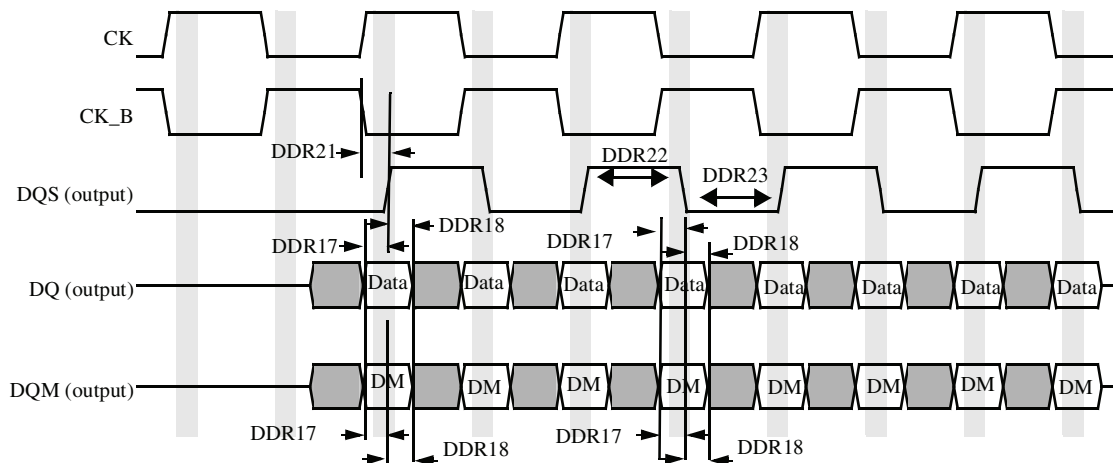 CK
CK_B
DDR21
DDR22
DDR23
DQS (output)
DDR17
DDR18
DDR17
DDR18
DQ (output)
Data Data Data Data Data Data Data Data
DQM (output)
DM DM DM DM DM DM DM DM
DDR17
DDR18
DDR17
DDR18